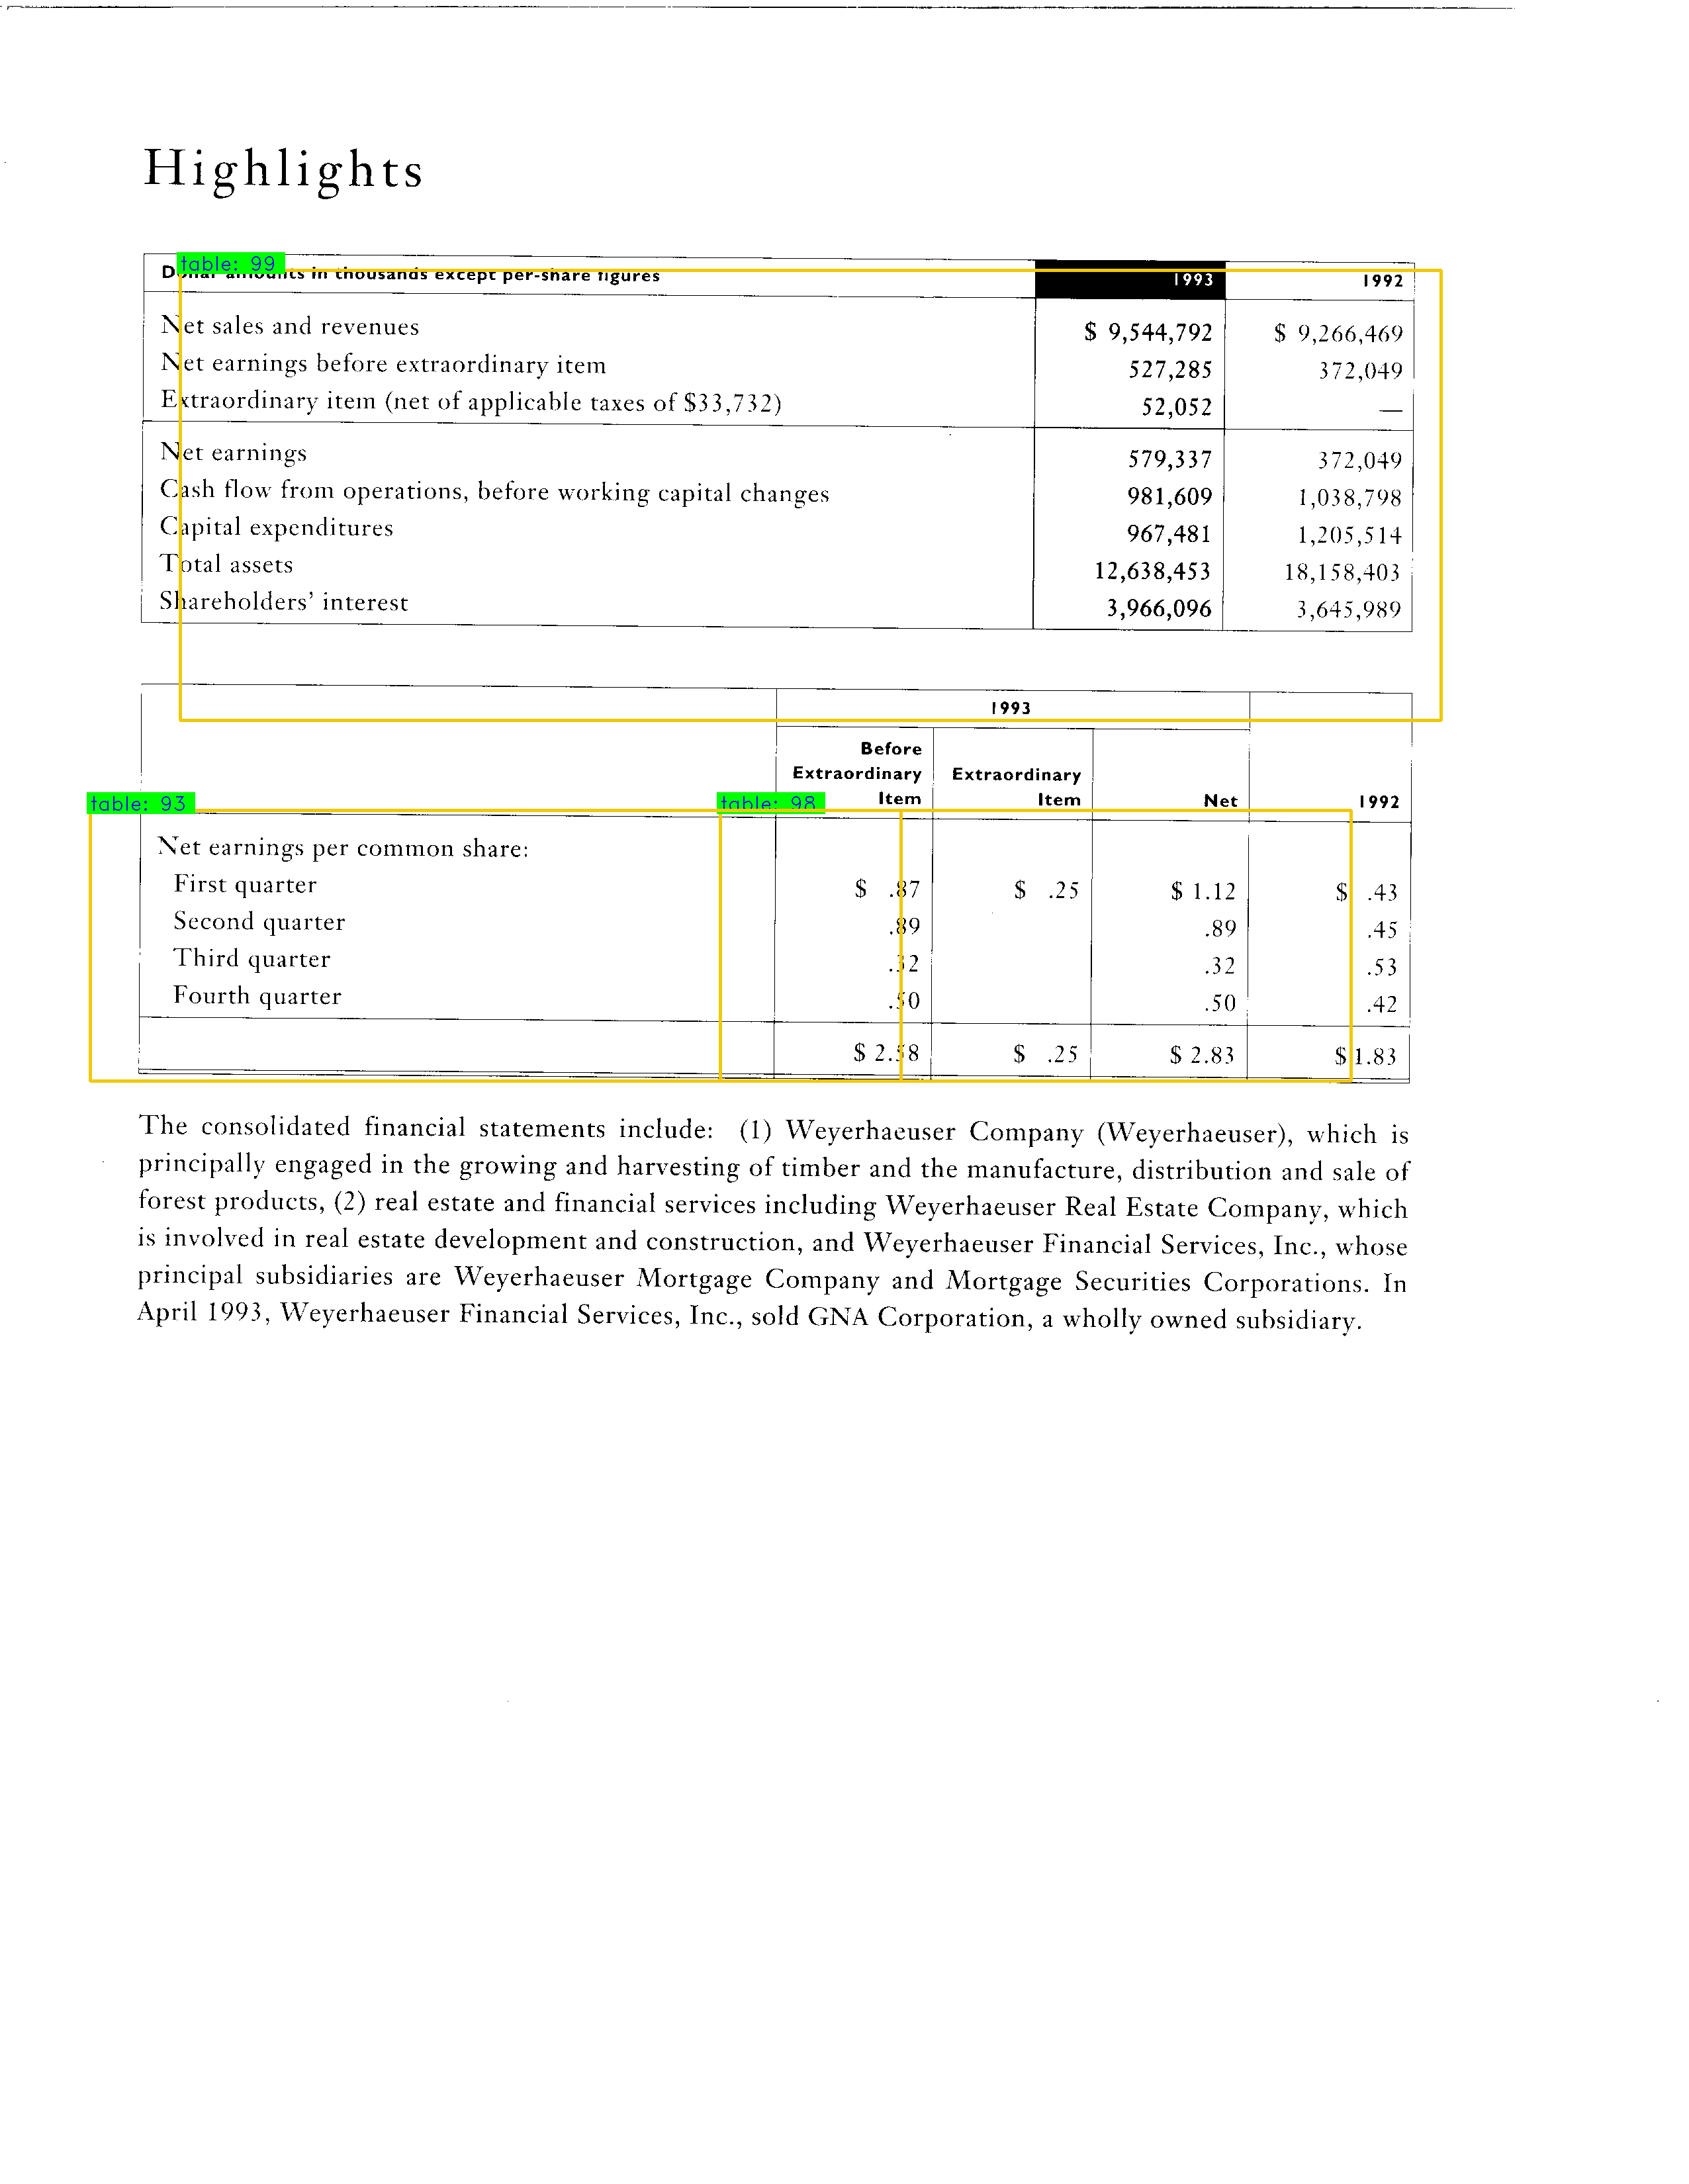 Highlights
table: 99
Dollar amounts in thousands except per-share figures 1993 1992
Net sales and revenues $ 9,544,792 $ 9,266,469
Net earnings before extraordinary item 527,285 372,049
Extraordinary item (net of applicable taxes of $33,732) 52,052 —
Net earnings 579,337 372,049
Cash flow from operations, before working capital changes 981,609 1,038,798
Capital expenditures 967,481 1,205,514
Total assets 12,638,453 18,158,403
Shareholders' interest 3,966,096 3,645,989
1993
Before
Extraordinary Extraordinary
Item Item Net 1992
table: 93 table: 98
Net earnings per common share:
First quarter $ .87 $ .25 $ 1.12 $ .43
Second quarter .89 .89 .45
Third quarter .32 .32 .53
Fourth quarter .50 .50 .42
$ 2.58 $ .25 $ 2.83 $ 1.83
The consolidated financial statements include: (1) Weyerhaeuser Company (Weyerhaeuser), which is
principally engaged in the growing and harvesting of timber and the manufacture, distribution and sale of
forest products, (2) real estate and financial services including Weyerhaeuser Real Estate Company, which
is involved in real estate development and construction, and Weyerhaeuser Financial Services, Inc., whose
principal subsidiaries are Weyerhaeuser Mortgage Company and Mortgage Securities Corporations. In
April 1993, Weyerhaeuser Financial Services, Inc., sold GNA Corporation, a wholly owned subsidiary.